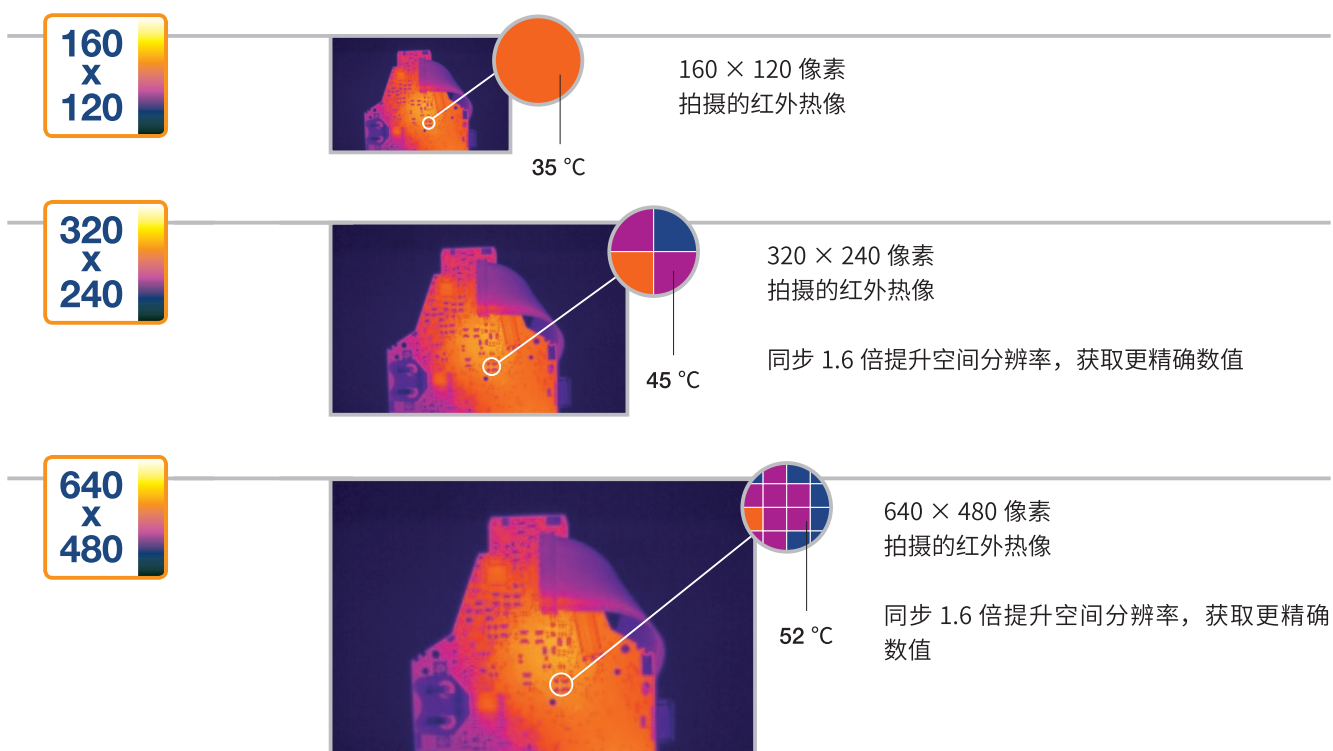 160
x
120
160 × 120 像素
拍摄的红外热像
35 °C
320
x
240
320 × 240 像素
拍摄的红外热像
同步 1.6 倍提升空间分辨率，获取更精确数值
45 °C
640
x
480
640 × 480 像素
拍摄的红外热像
同步 1.6 倍提升空间分辨率，获取更精确
数值
52 °C